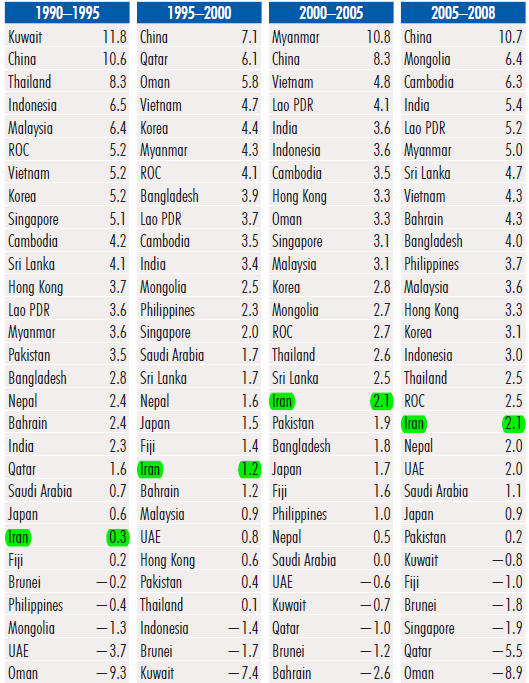 1990–1995 1995–2000 2000–2005 2005–2008
Kuwait 11.8 China 7.1 Myanmar 10.8 China 10.7
China 10.6 Qatar 6.1 China 8.3 Mongolia 6.4
Thailand 8.3 Oman 5.8 Vietnam 4.8 Cambodia 6.3
Indonesia 6.5 Vietnam 4.7 Lao PDR 4.1 India 5.4
Malaysia 6.4 Korea 4.4 India 3.6 Lao PDR 5.2
ROC 5.2 Myanmar 4.3 Indonesia 3.6 Myanmar 5.0
Vietnam 5.2 ROC 4.1 Cambodia 3.5 Sri Lanka 4.7
Korea 5.2 Bangladesh 3.9 Hong Kong 3.3 Vietnam 4.3
Singapore 5.1 Lao PDR 3.7 Oman 3.3 Bahrain 4.3
Cambodia 4.2 Cambodia 3.5 Singapore 3.1 Bangladesh 4.0
Sri Lanka 4.1 India 3.4 Malaysia 3.1 Philippines 3.7
Hong Kong 3.7 Mongolia 2.5 Korea 2.8 Malaysia 3.6
Lao PDR 3.6 Philippines 2.3 Mongolia 2.7 Hong Kong 3.3
Myanmar 3.6 Singapore 2.0 ROC 2.7 Korea 3.1
Pakistan 3.5 Saudi Arabia 1.7 Thailand 2.6 Indonesia 3.0
Bangladesh 2.8 Sri Lanka 1.7 Sri Lanka 2.5 Thailand 2.5
Nepal 2.4 Nepal 1.6 Iran 2.1 ROC 2.5
Bahrain 2.4 Japan 1.5 Pakistan 1.9 Iran 2.1
India 2.3 Fiji 1.4 Bangladesh 1.8 Nepal 2.0
Qatar 1.6 Iran 1.2 Japan 1.7 UAE 2.0
Saudi Arabia 0.7 Bahrain 1.2 Fiji 1.6 Saudi Arabia 1.1
Japan 0.6 Malaysia 0.9 Philippines 1.0 Japan 0.9
Iran 0.3 UAE 0.8 Nepal 0.5 Pakistan 0.2
Fiji 0.2 Hong Kong 0.6 Saudi Arabia 0.0 Kuwait –0.8
Brunei –0.2 Pakistan 0.4 UAE –0.6 Fiji –1.0
Philippines –0.4 Thailand 0.1 Kuwait –0.7 Brunei –1.8
Mongolia –1.3 Indonesia –1.4 Qatar –1.0 Singapore –1.9
UAE –3.7 Brunei –1.7 Brunei –1.2 Qatar –5.5
Oman –9.3 Kuwait –7.4 Bahrain –2.6 Oman –8.9